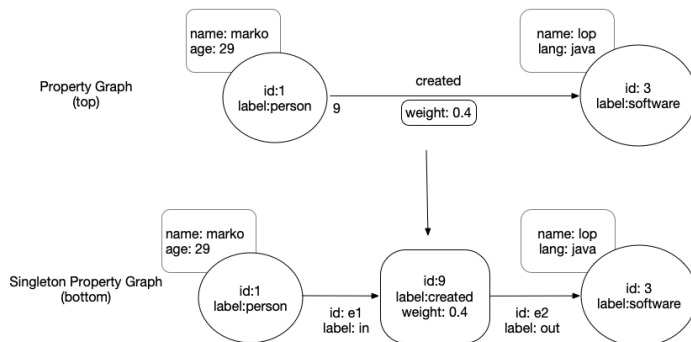 name: marko
age: 29
name: lop
lang: java
Property Graph
(top)
id:1
label:person
9
created
weight: 0.4
id: 3
label:software
name: marko
age: 29
name: lop
lang: java
Singleton Property Graph
(bottom)
id:1
label:person
id: e1
label: in
id:9
label:created
weight: 0.4
id: e2
label: out
id: 3
label:software